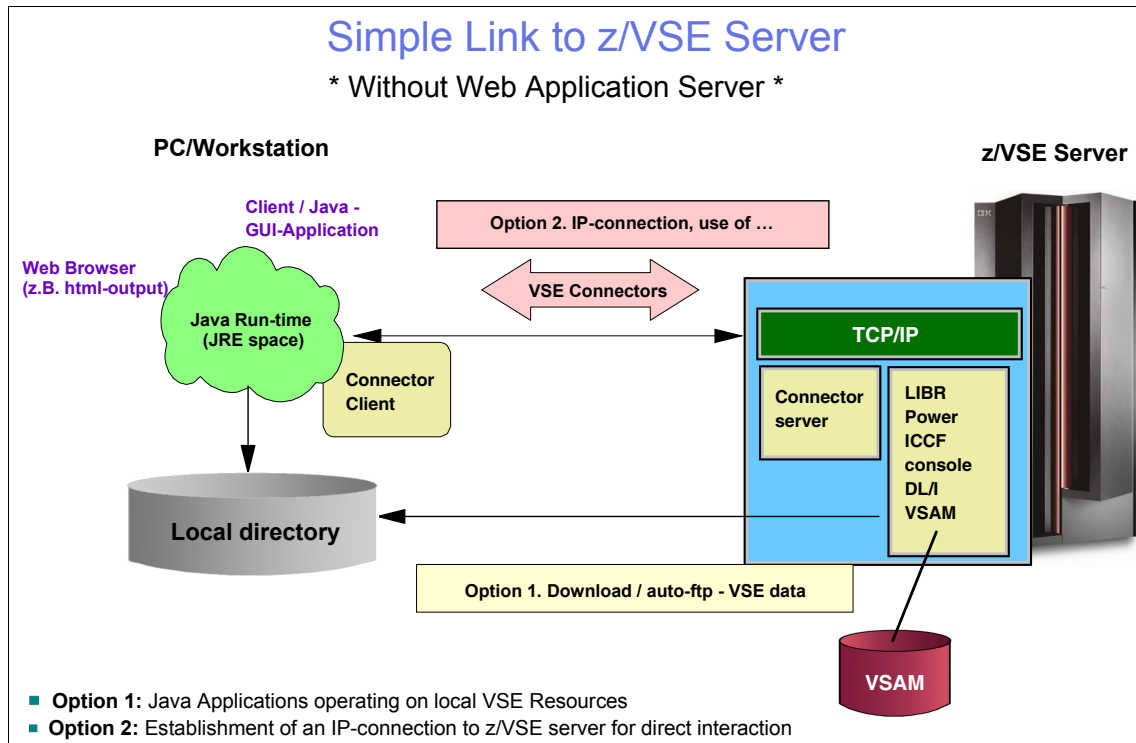 Simple Link to z/VSE Server
* Without Web Application Server *
PC/Workstation
z/VSE Server
Client / Java -
GUI-Application
Web Browser
(z.B. html-output)
Java Run-time
(JRE space)
Connector
Client
Option 2. IP-connection, use of …
VSE Connectors
IBM
TCP/IP
Connector
server
LIBR
Power
ICCF
console
DL/I
VSAM
Local directory
Option 1. Download / auto-ftp - VSE data
VSAM
■ Option 1: Java Applications operating on local VSE Resources
■ Option 2: Establishment of an IP-connection to z/VSE server for direct interaction